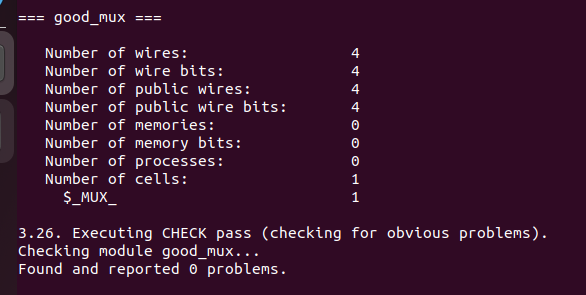 === good_mux ===
Number of wires: 4
Number of wire bits: 4
Number of public wires: 4
Number of public wire bits: 4
Number of memories: 0
Number of memory bits: 0
Number of processes: 0
Number of cells: 1
$_MUX_ 1
3.26. Executing CHECK pass (checking for obvious problems).
Checking module good_mux...
Found and reported 0 problems.